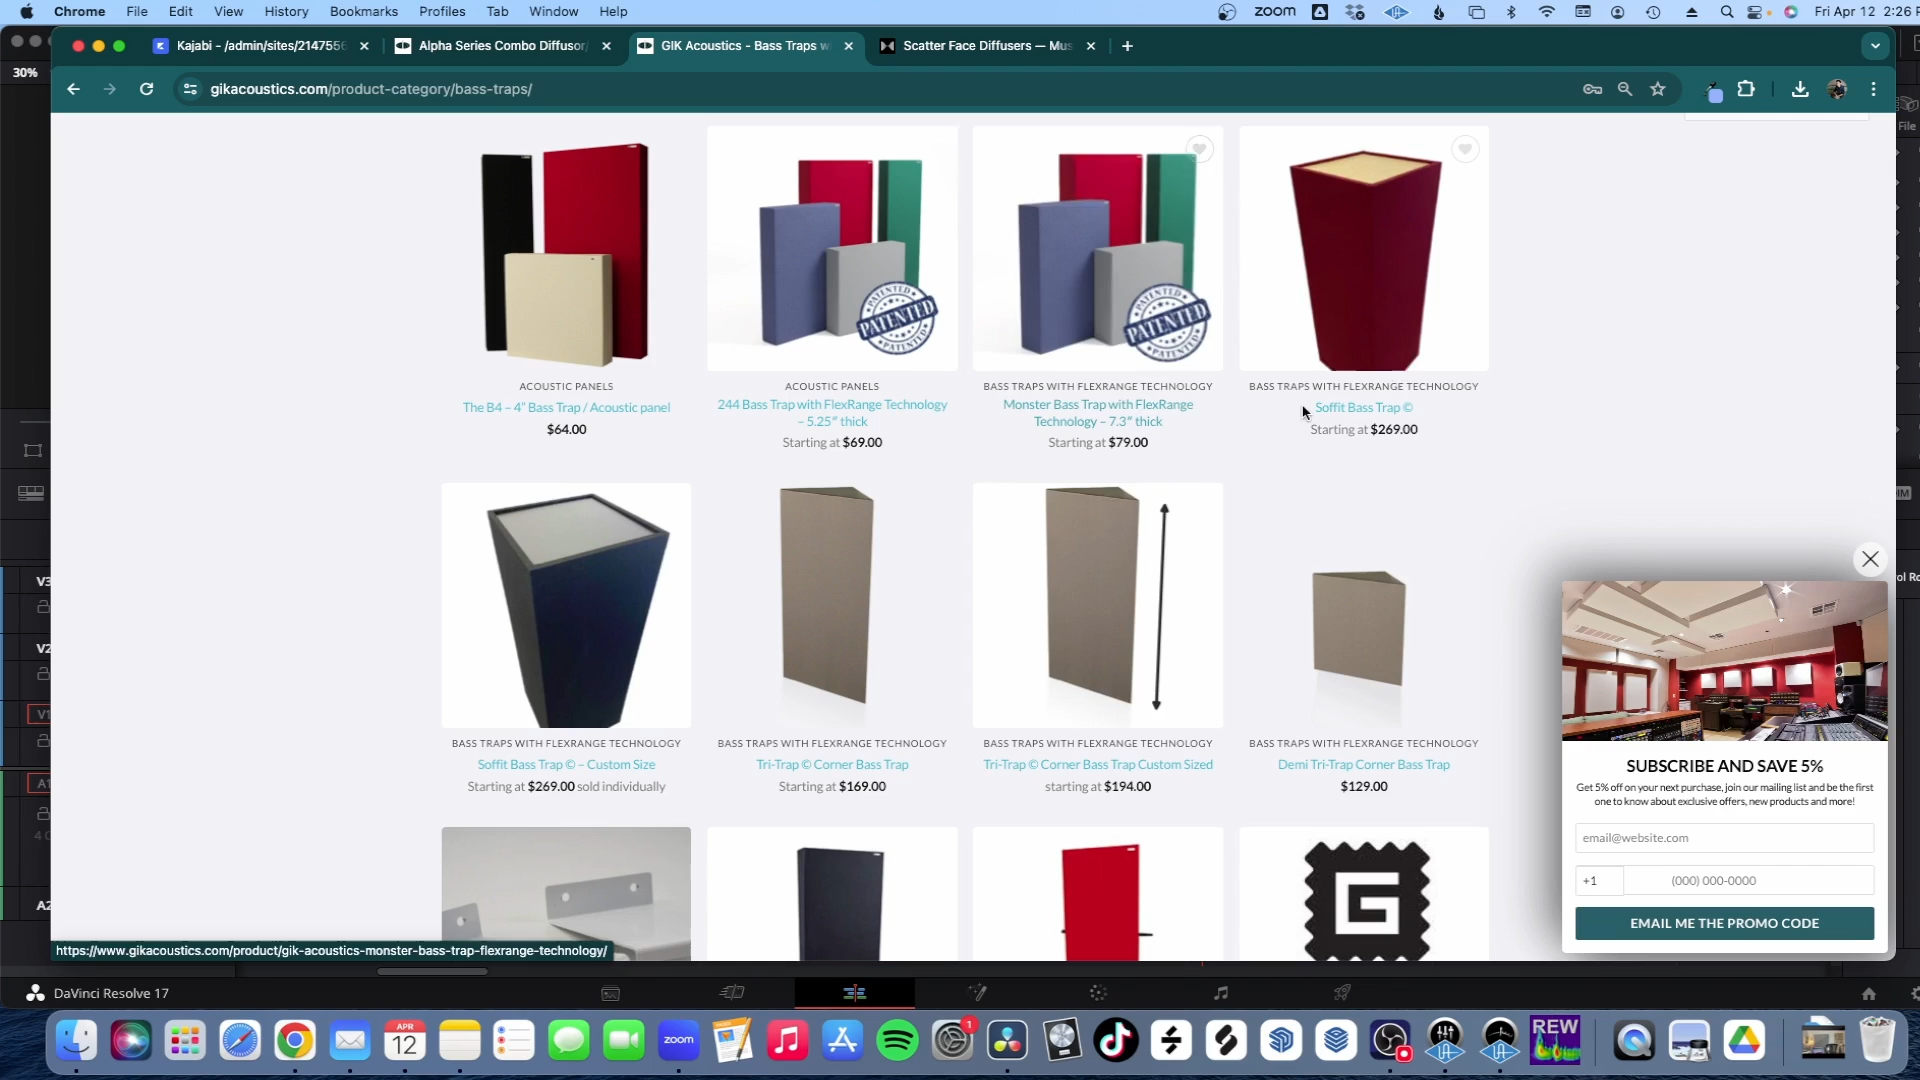 Chrome File Edit View History Bookmarks Profiles Tab Window Help
zoom
Fri Apr 12 2:26 P
30%
Kajabi - /admin/sites/2147556
Alpha Series Combo Diffusor/
GIK Acoustics - Bass Traps w
Scatter Face Diffusers — Mus
gikacoustics.com/product-category/bass-traps/
File
PATENTED
PATENTED
ACOUSTIC PANELS
The B4 – 4” Bass Trap / Acoustic panel
$64.00
ACOUSTIC PANELS
244 Bass Trap with FlexRange Technology
– 5.25″ thick
Starting at $69.00
BASS TRAPS WITH FLEXRANGE TECHNOLOGY
Monster Bass Trap with FlexRange
Technology – 7.3″ thick
Starting at $79.00
BASS TRAPS WITH FLEXRANGE TECHNOLOGY
Soffit Bass Trap ©
Starting at $269.00
BASS TRAPS WITH FLEXRANGE TECHNOLOGY
Soffit Bass Trap © – Custom Size
Starting at $269.00 sold individually
BASS TRAPS WITH FLEXRANGE TECHNOLOGY
Tri-Trap © Corner Bass Trap
Starting at $169.00
BASS TRAPS WITH FLEXRANGE TECHNOLOGY
Tri-Trap © Corner Bass Trap Custom Sized
starting at $194.00
BASS TRAPS WITH FLEXRANGE TECHNOLOGY
Demi Tri-Trap Corner Bass Trap
$129.00
G
V3
V2
V1
A1
A2
SUBSCRIBE AND SAVE 5%
Get 5% off on your next purchase, join our mailing list and be the first
one to know about exclusive offers, new products and more!
email@website.com
+1 (000) 000-0000
EMAIL ME THE PROMO CODE
https://www.gikacoustics.com/product/gik-acoustics-monster-bass-trap-flexrange-technology/
DaVinci Resolve 17
APR
12
zoom
1
REW